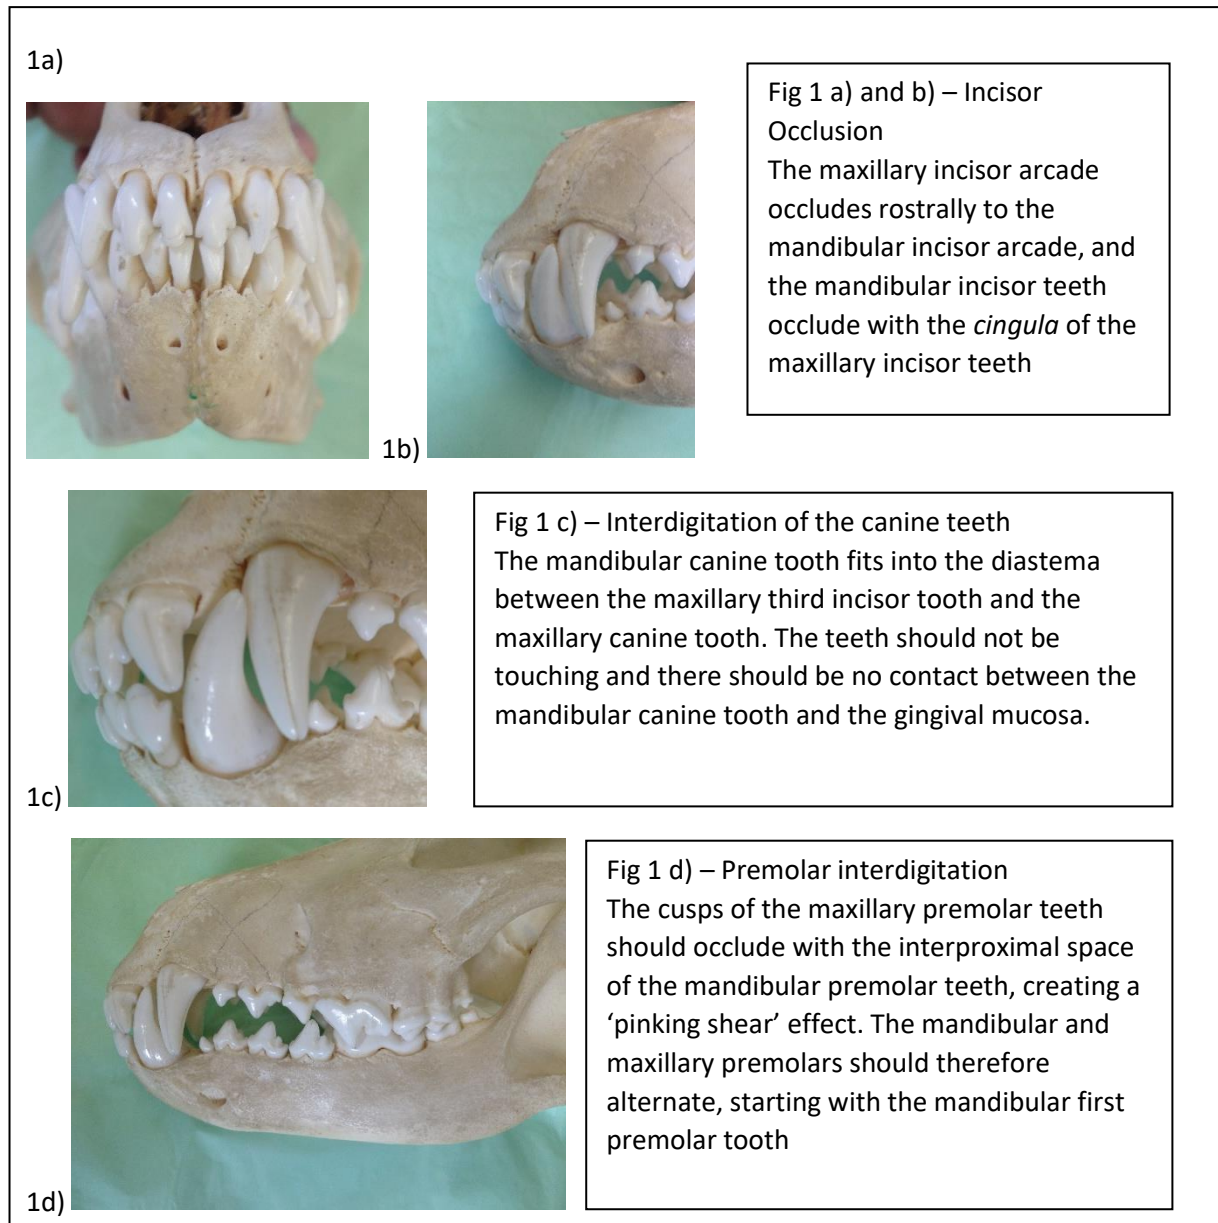 1a)
Fig 1 a) and b) – Incisor
Occlusion
The maxillary incisor arcade
occludes rostrally to the
mandibular incisor arcade, and
the mandibular incisor teeth
occlude with the cingula of the
maxillary incisor teeth
1b)
Fig 1 c) – Interdigitation of the canine teeth
The mandibular canine tooth fits into the diastema
between the maxillary third incisor tooth and the
maxillary canine tooth. The teeth should not be
touching and there should be no contact between the
mandibular canine tooth and the gingival mucosa.
1c)
Fig 1 d) – Premolar interdigitation
The cusps of the maxillary premolar teeth
should occlude with the interproximal space
of the mandibular premolar teeth, creating a
‘pinking shear’ effect. The mandibular and
maxillary premolars should therefore
alternate, starting with the mandibular first
premolar tooth
1d)